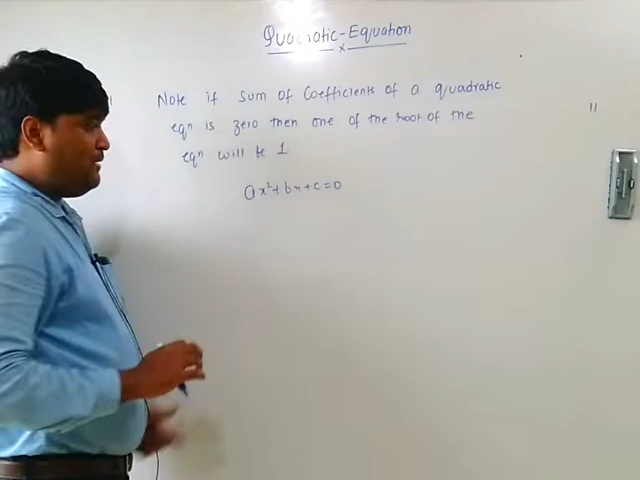 Quadratic-Equation
x
Note if Sum of Coefficients of a quadratic
eqn is zero then one of the root of the
eqn will be 1
ax²+bx+c=0